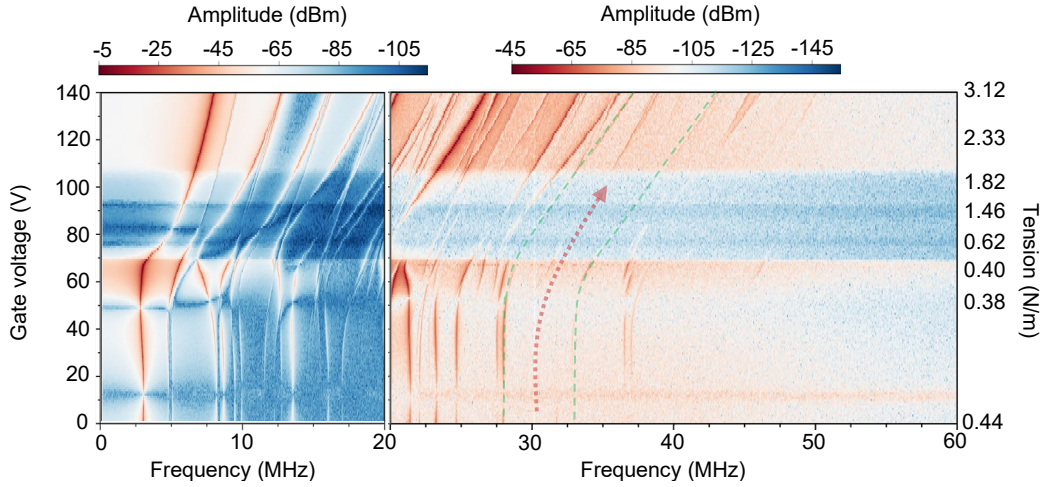 Amplitude (dBm) Amplitude (dBm)
-5 -25 -45 -65 -85 -105 -45 -65 -85 -105 -125 -145
140 3.12
120 2.33
100 1.82
80 1.46
60 0.62
40 0.40
20 0.38
0 0.44
Gate voltage (V)
Tension (N/m)
0 10 20 30 40 50 60
Frequency (MHz) Frequency (MHz)